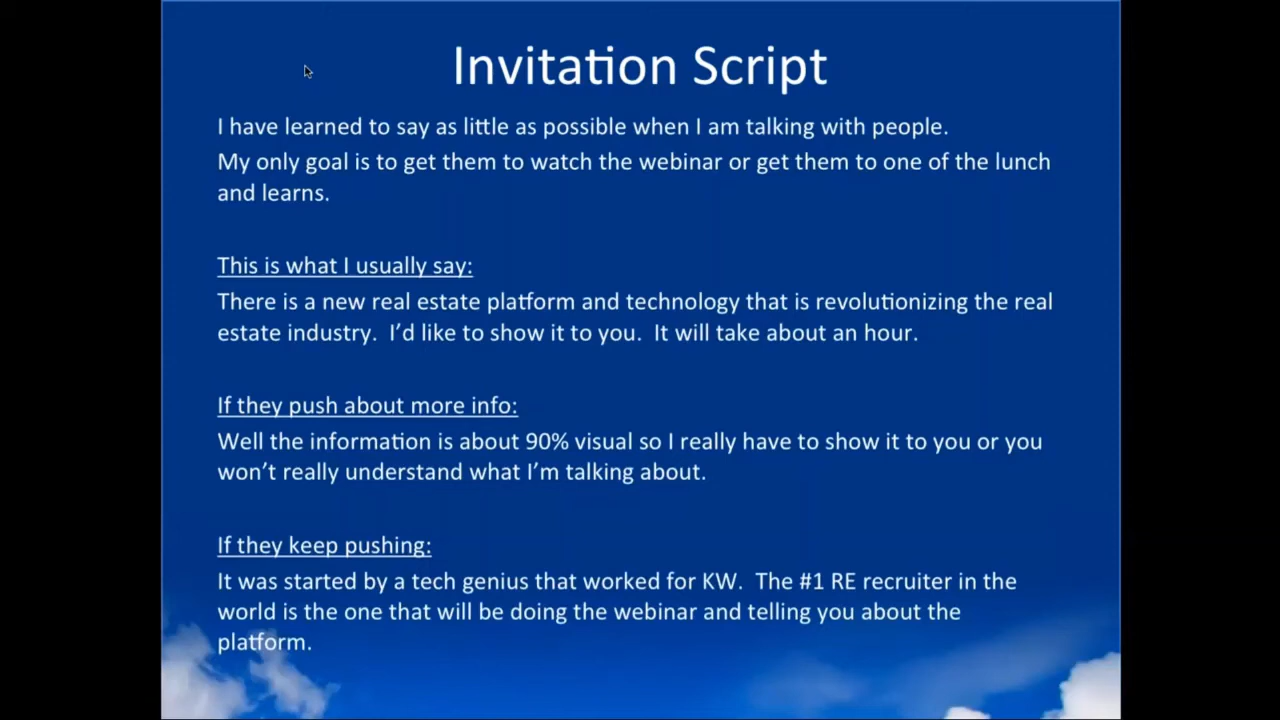 Invitation Script
I have learned to say as little as possible when I am talking with people.
My only goal is to get them to watch the webinar or get them to one of the lunch
and learns.
This is what I usually say:
There is a new real estate platform and technology that is revolutionizing the real
estate industry.  I’d like to show it to you.  It will take about an hour.
If they push about more info:
Well the information is about 90% visual so I really have to show it to you or you
won’t really understand what I’m talking about.
If they keep pushing:
It was started by a tech genius that worked for KW.  The #1 RE recruiter in the
world is the one that will be doing the webinar and telling you about the
platform.